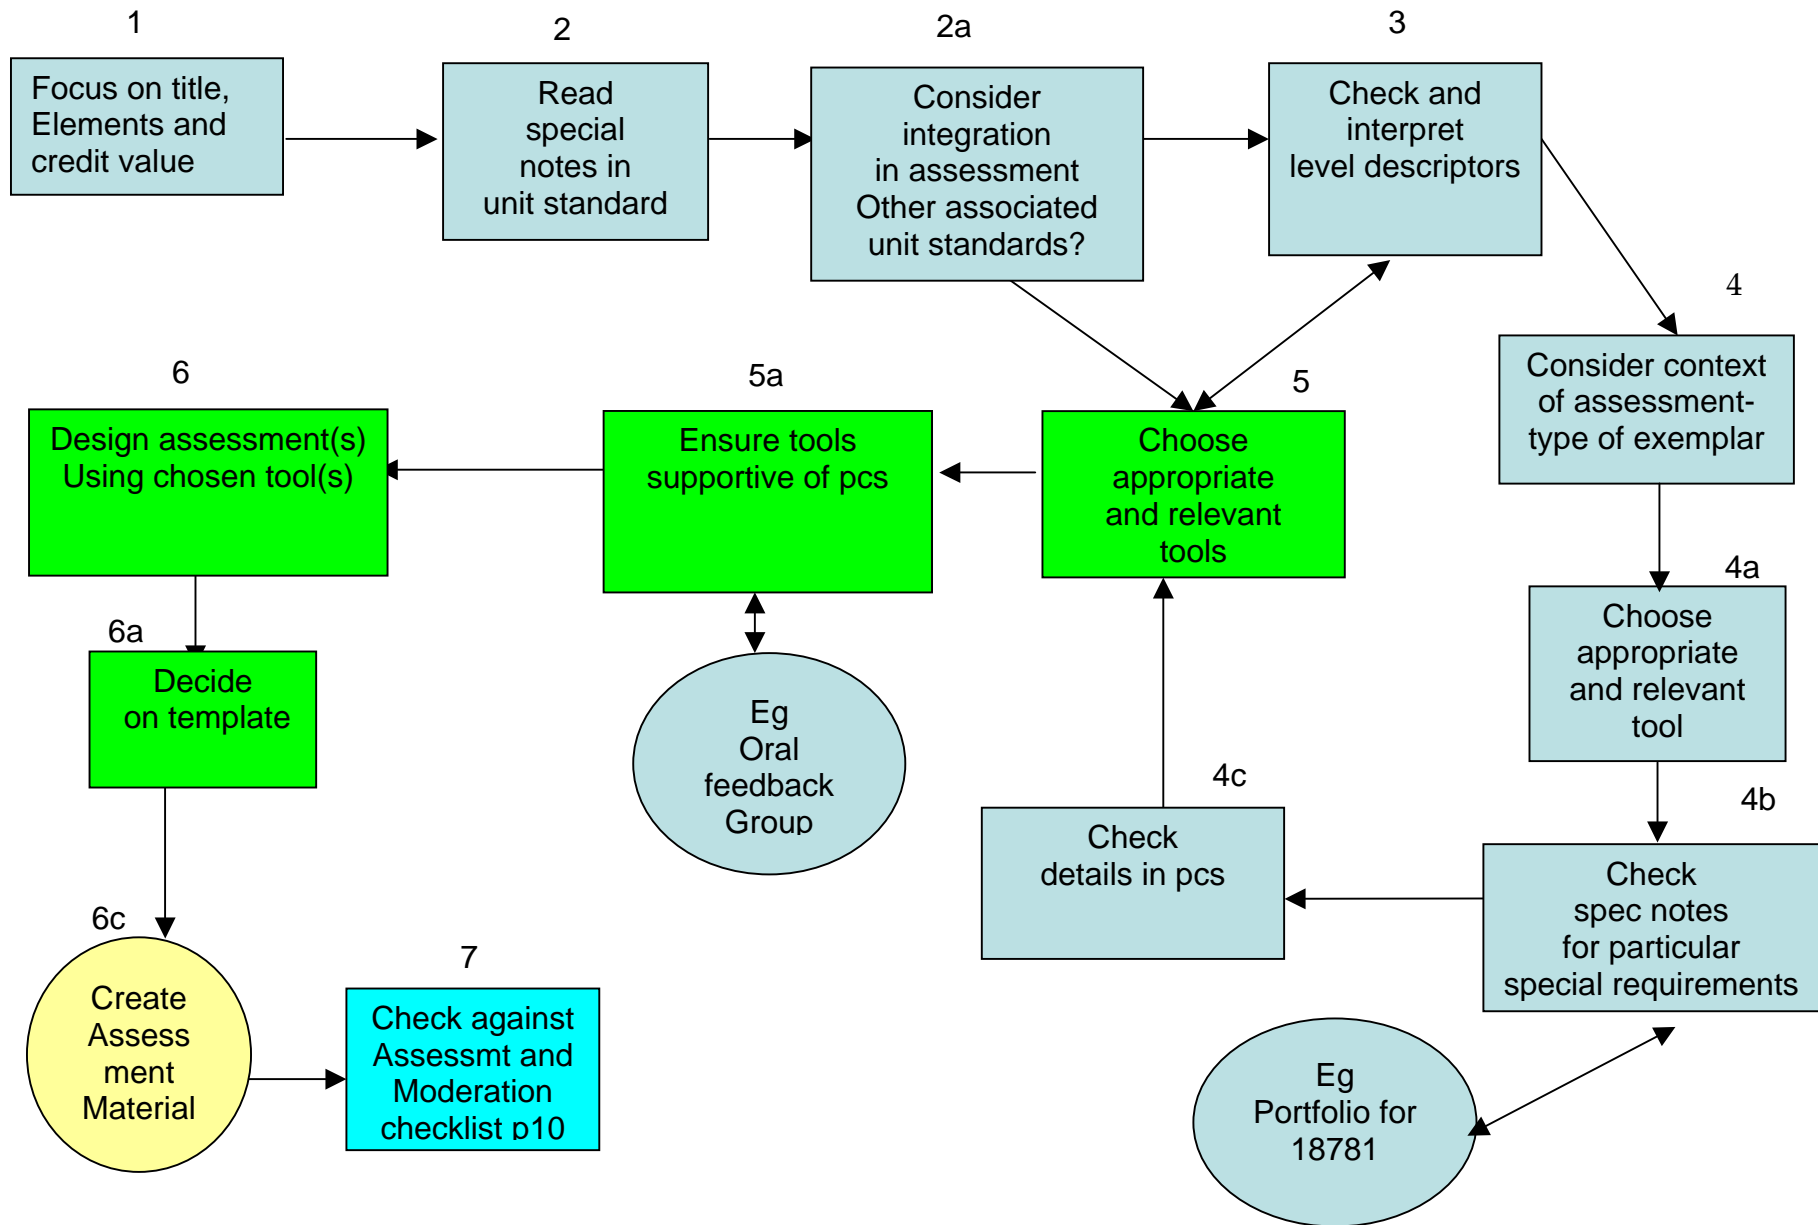 1
Focus on title,
Elements and
credit value
2
Read
special
notes in
unit standard
2a
Consider
integration
in assessment
Other associated
unit standards?
3
Check and
interpret
level descriptors
4
Consider context
of assessment-
type of exemplar
4a
Choose
appropriate
and relevant
tool
4b
Check
spec notes
for particular
special requirements
Eg
Portfolio for
18781
4c
Check
details in pcs
5
Choose
appropriate
and relevant
tools
5a
Ensure tools
supportive of pcs
Eg
Oral
feedback
Group
6
Design assessment(s)
Using chosen tool(s)
6a
Decide
on template
6c
Create
Assess
ment
Material
7
Check against
Assessmt and
Moderation
checklist p10